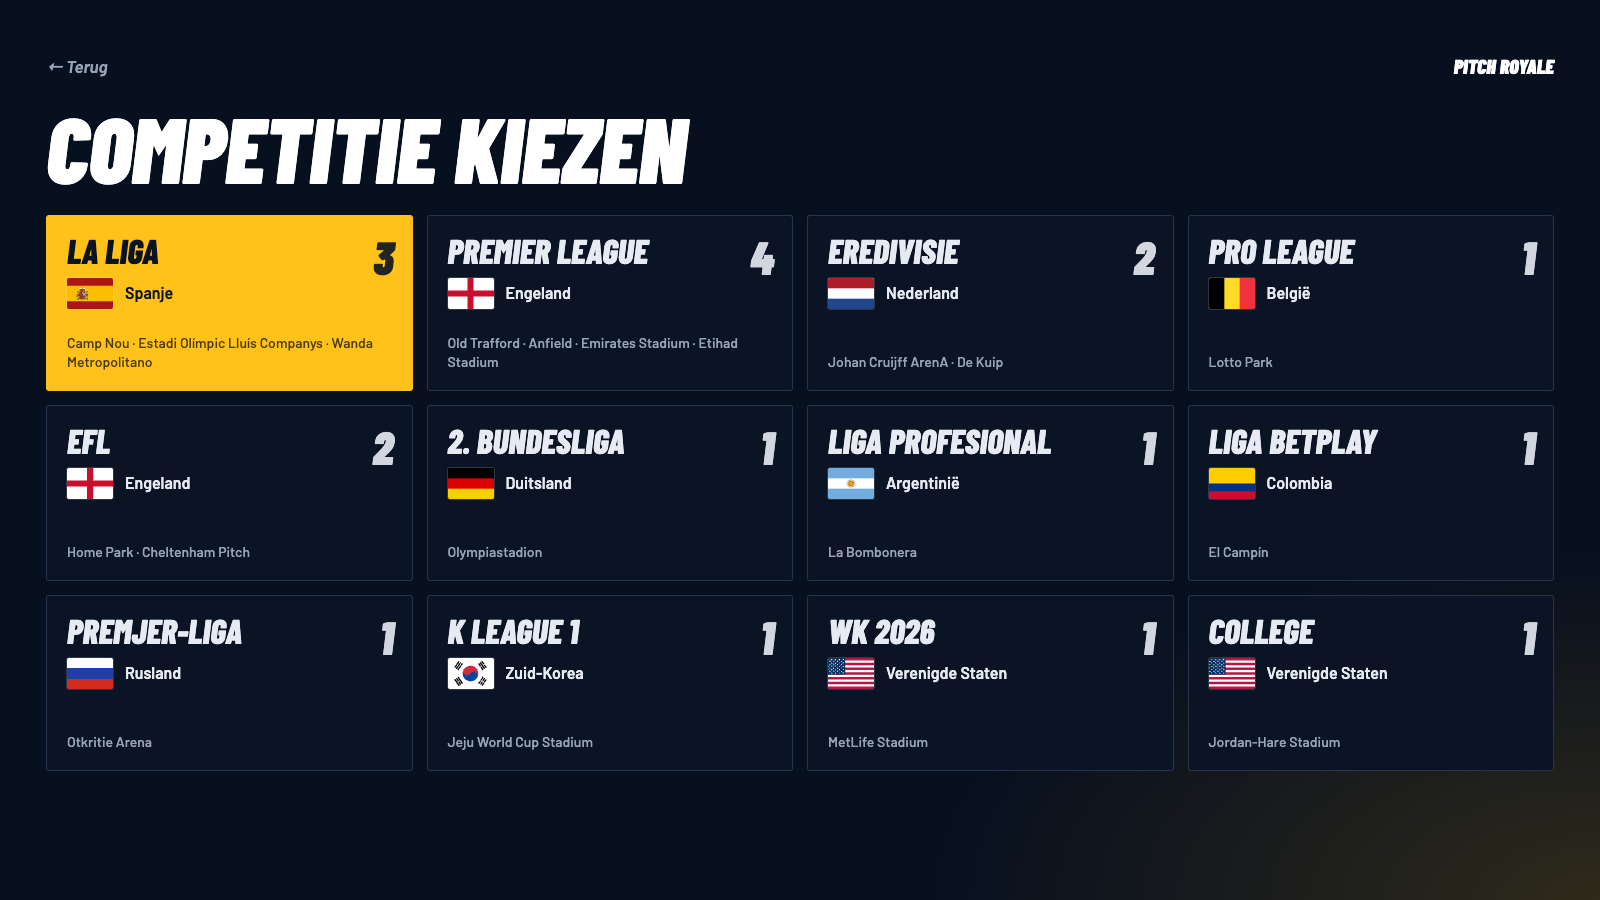 ← Terug
PITCH ROYALE
COMPETITIE KIEZEN
LA LIGA
3
Spanje
Camp Nou · Estadi Olímpic Lluís Companys · Wanda
Metropolitano
PREMIER LEAGUE
4
Engeland
Old Trafford · Anfield · Emirates Stadium · Etihad
Stadium
EREDIVISIE
2
Nederland
Johan Cruijff ArenA · De Kuip
PRO LEAGUE
1
België
Lotto Park
EFL
2
Engeland
Home Park · Cheltenham Pitch
2. BUNDESLIGA
1
Duitsland
Olympiastadion
LIGA PROFESIONAL
1
Argentinië
La Bombonera
LIGA BETPLAY
1
Colombia
El Campín
PREMJER-LIGA
1
Rusland
Otkritie Arena
K LEAGUE 1
1
Zuid-Korea
Jeju World Cup Stadium
WK 2026
1
Verenigde Staten
MetLife Stadium
COLLEGE
1
Verenigde Staten
Jordan-Hare Stadium